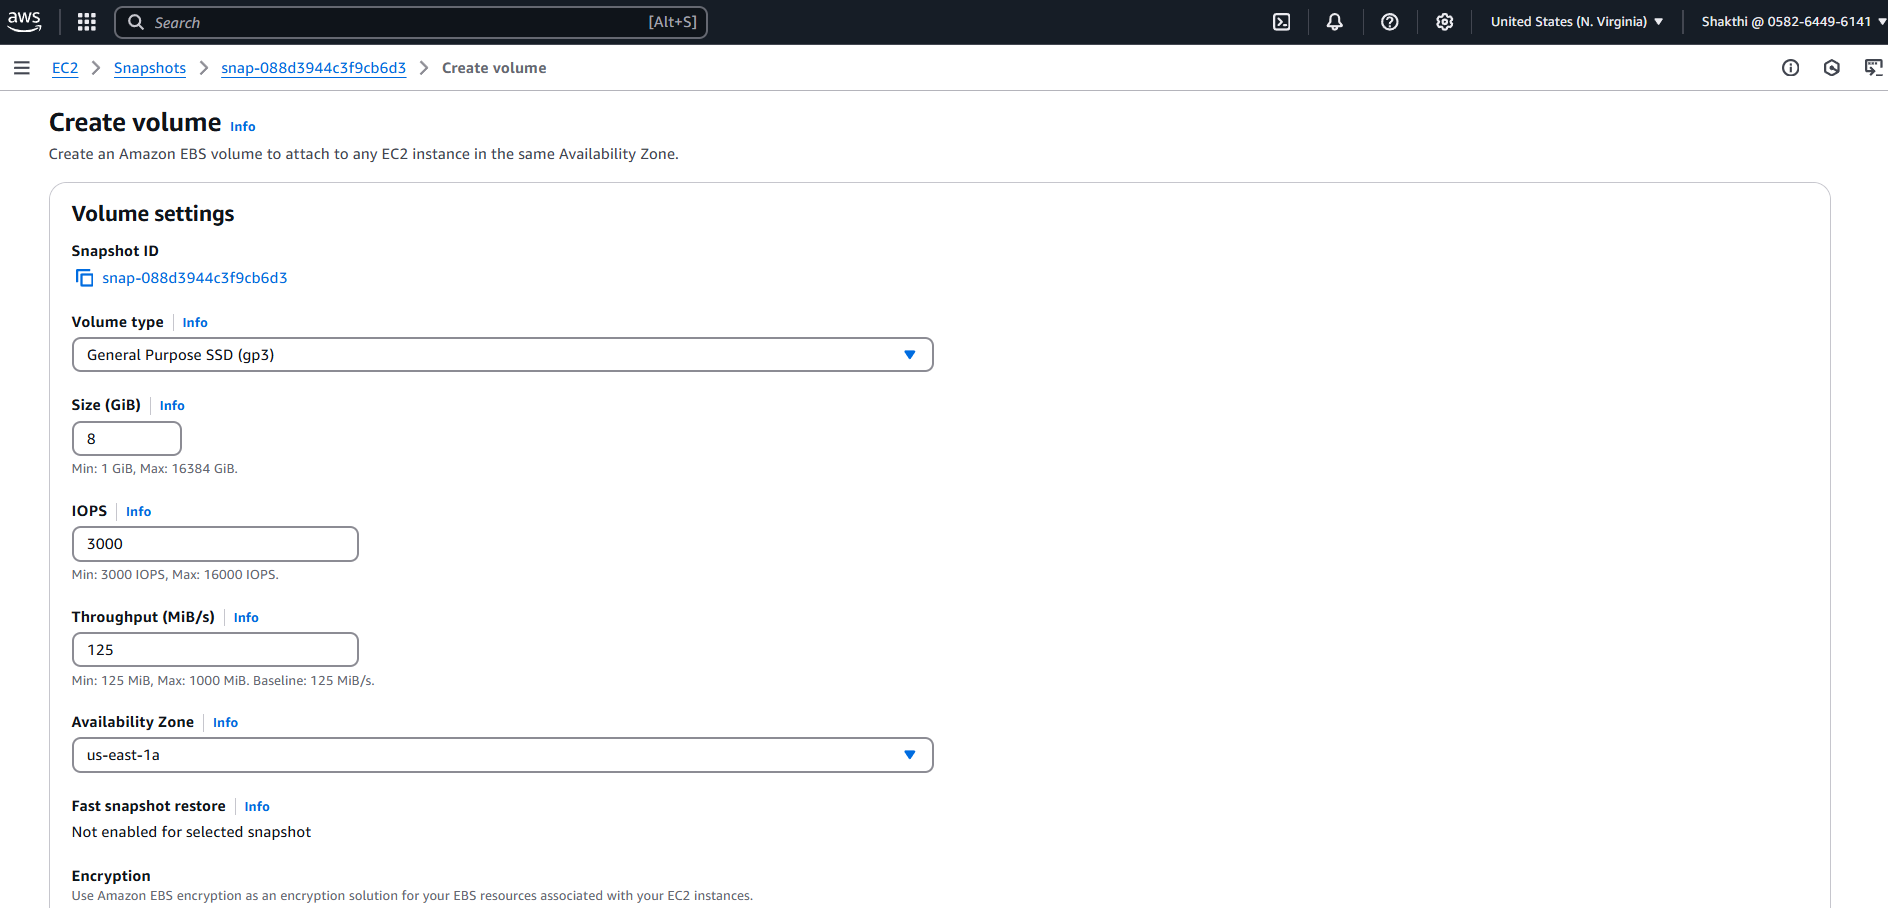 aws Search [Alt+S] United States (N. Virginia) Shakthi @ 0582-6449-6141
EC2 Snapshots snap-088d3944c3f9cb6d3 Create volume
Create volume Info
Create an Amazon EBS volume to attach to any EC2 instance in the same Availability Zone.
Volume settings
Snapshot ID
snap-088d3944c3f9cb6d3
Volume type Info
General Purpose SSD (gp3)
Size (GiB) Info
8
Min: 1 GiB, Max: 16384 GiB.
IOPS Info
3000
Min: 3000 IOPS, Max: 16000 IOPS.
Throughput (MiB/s) Info
125
Min: 125 MiB, Max: 1000 MiB. Baseline: 125 MiB/s.
Availability Zone Info
us-east-1a
Fast snapshot restore Info
Not enabled for selected snapshot
Encryption
Use Amazon EBS encryption as an encryption solution for your EBS resources associated with your EC2 instances.